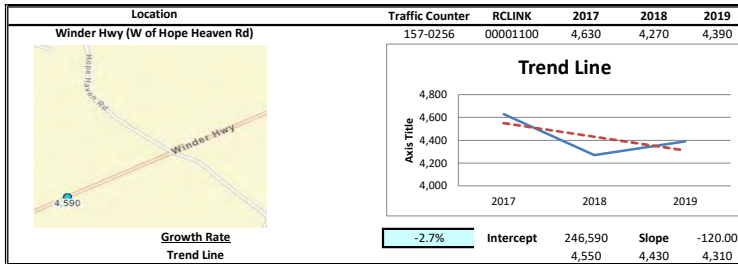 Location Traffic Counter RCLINK 2017 2018 2019
Winder Hwy (W of Hope Heaven Rd) 157-0256 00001100 4,630 4,270 4,390
Hope Haven Rd
Winder Hwy
4,590
Trend Line
Axis Title
4,800
4,600
4,400
4,200
4,000
2017 2018 2019
Growth Rate -2.7% Intercept 246,590 Slope -120.00
Trend Line 4,550 4,430 4,310